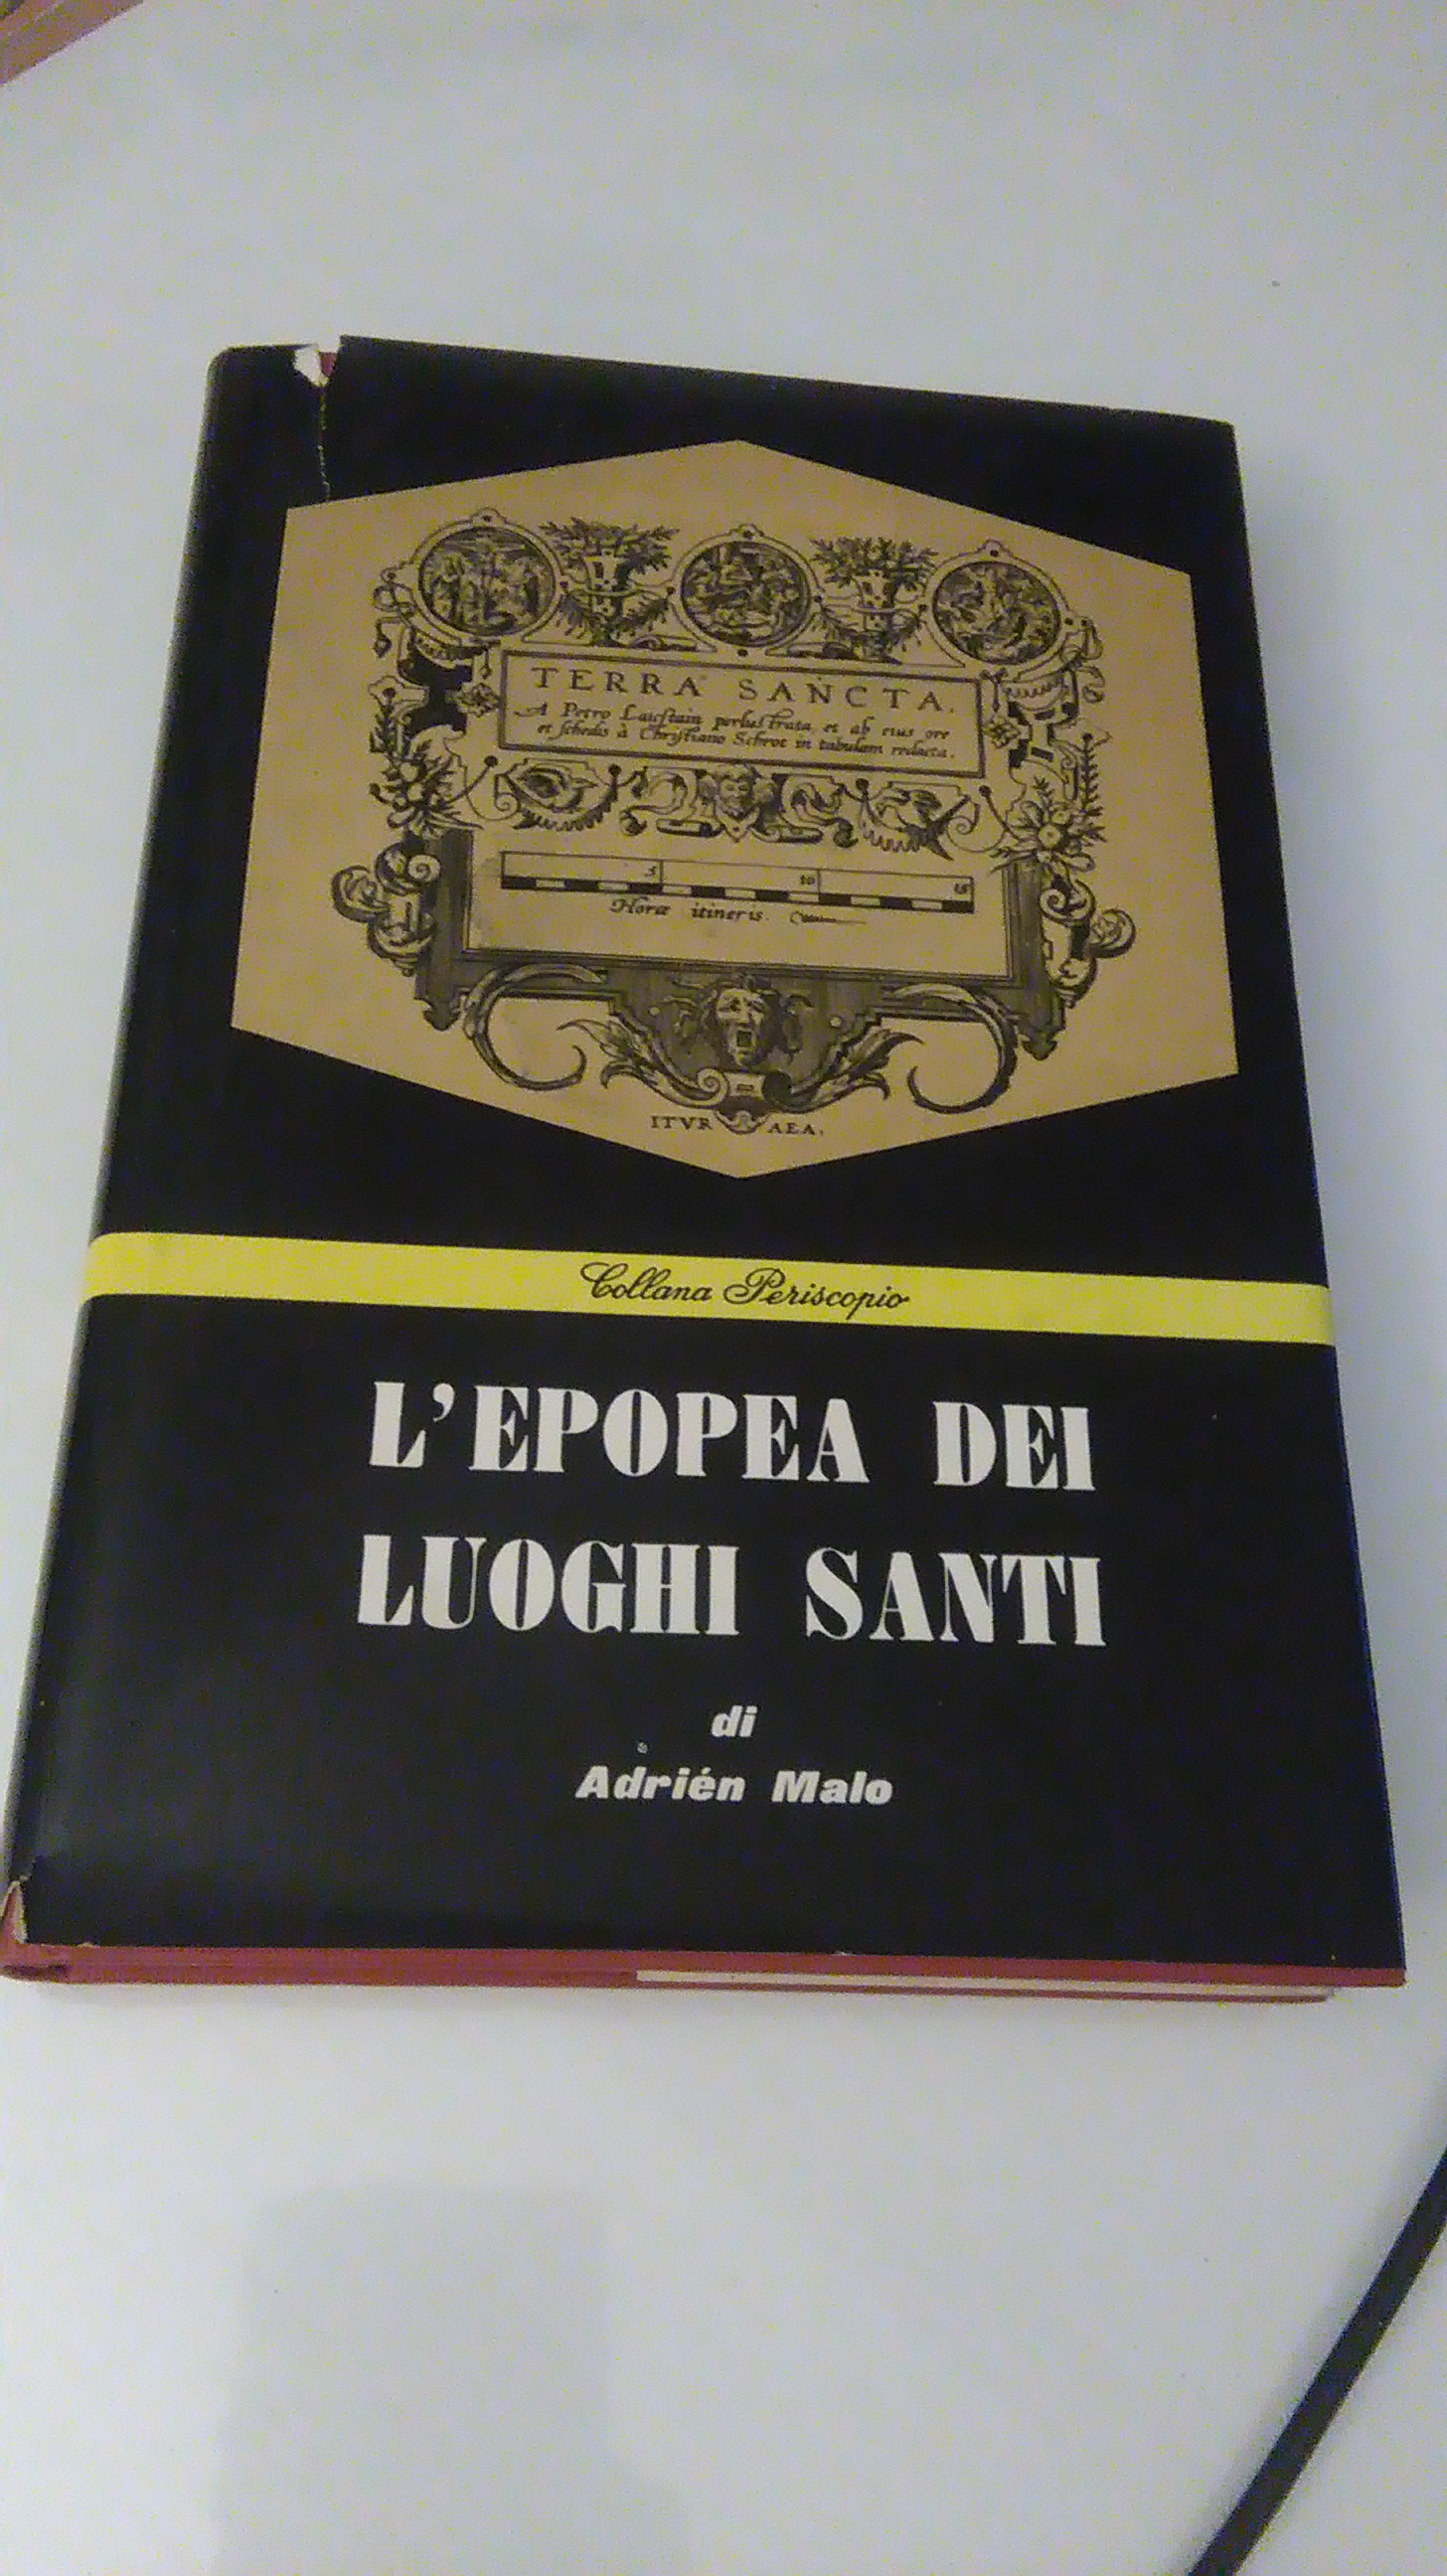 TERRA SANCTA.
A Petro Laicstain perlustrata, et ab eius ore
et schedis à Christiano Schrot in tabulam redacta.
5 10 15
Horæ itineris.
ITVR AEA.
Collana Periscopio
L'EPOPEA DEI
LUOGHI SANTI
di
Adrién Malo